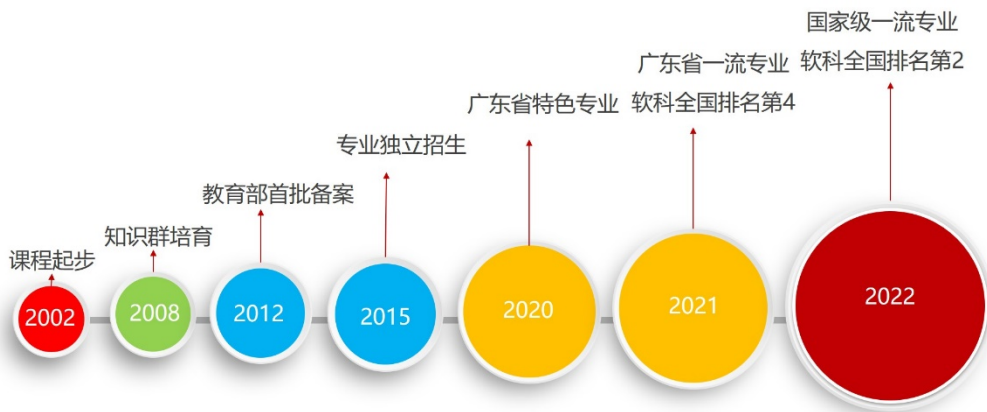 国家级一流专业
软科全国排名第2
广东省一流专业
软科全国排名第4
广东省特色专业
专业独立招生
教育部首批备案
知识群培育
课程起步
2002
2008
2012
2015
2020
2021
2022